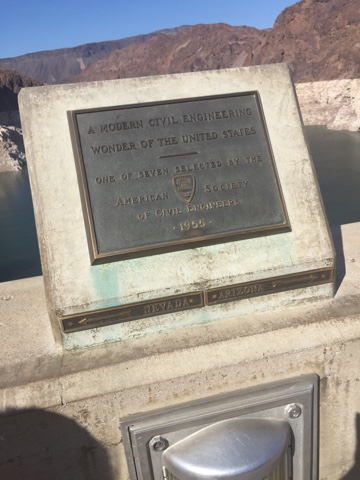 A MODERN CIVIL ENGINEERING
WONDER OF THE UNITED STATES
ONE OF SEVEN SELECTED BY THE
AMERICAN SOCIETY
OF CIVIL ENGINEERS
· 1955 ·
NEVADA ARIZONA